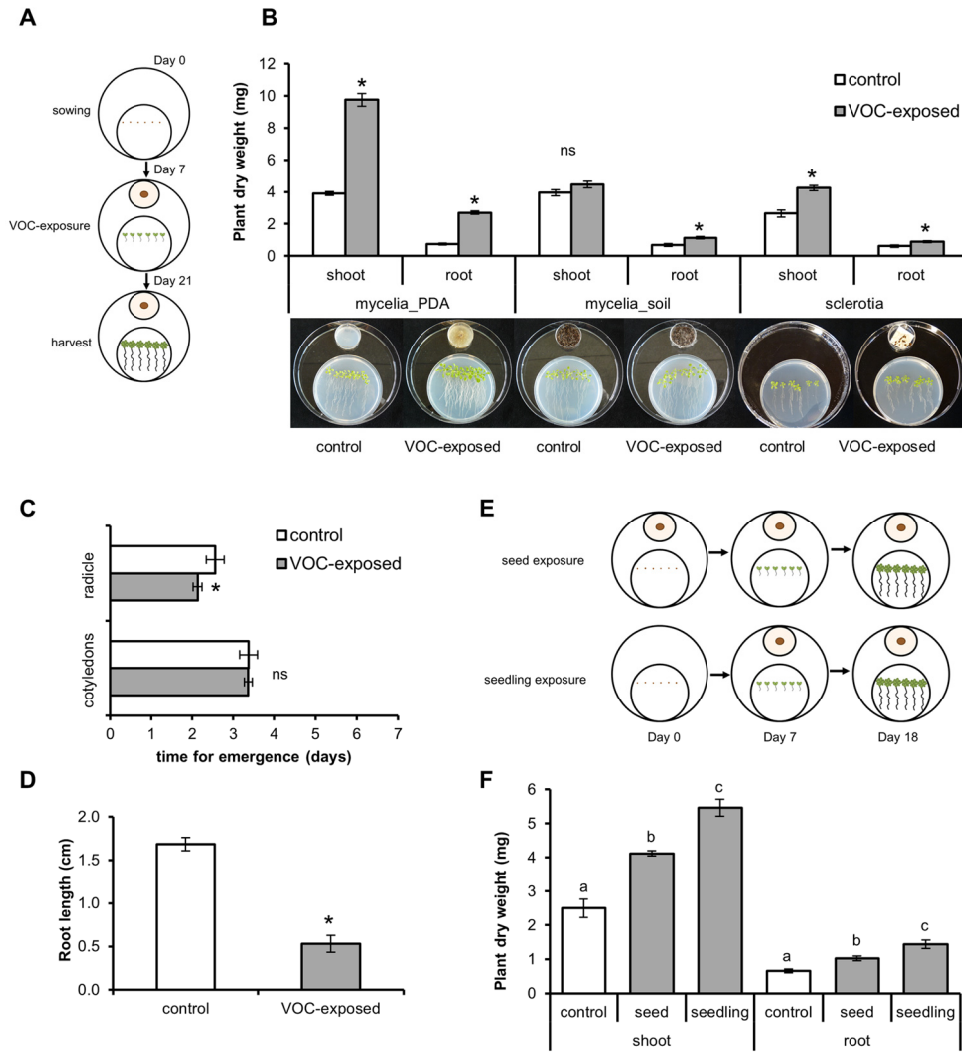 A
Day 0
sowing
Day 7
VOC-exposure
Day 21
harvest
B
Plant dry weight (mg)
12
10
8
6
4
2
0
control
VOC-exposed
*
*
ns
*
*
*
shoot root shoot root shoot root
mycelia_PDA mycelia_soil sclerotia
control VOC-exposed control VOC-exposed control VOC-exposed
C
control
VOC-exposed
radicle
*
cotyledons
ns
0 1 2 3 4 5 6 7
time for emergence (days)
D
Root length (cm)
2.0
1.5
1.0
0.5
0.0
*
control VOC-exposed
E
seed exposure
seedling exposure
Day 0 Day 7 Day 18
F
Plant dry weight (mg)
6
5
4
3
2
1
0
a b c a b c
control seed seedling control seed seedling
shoot root